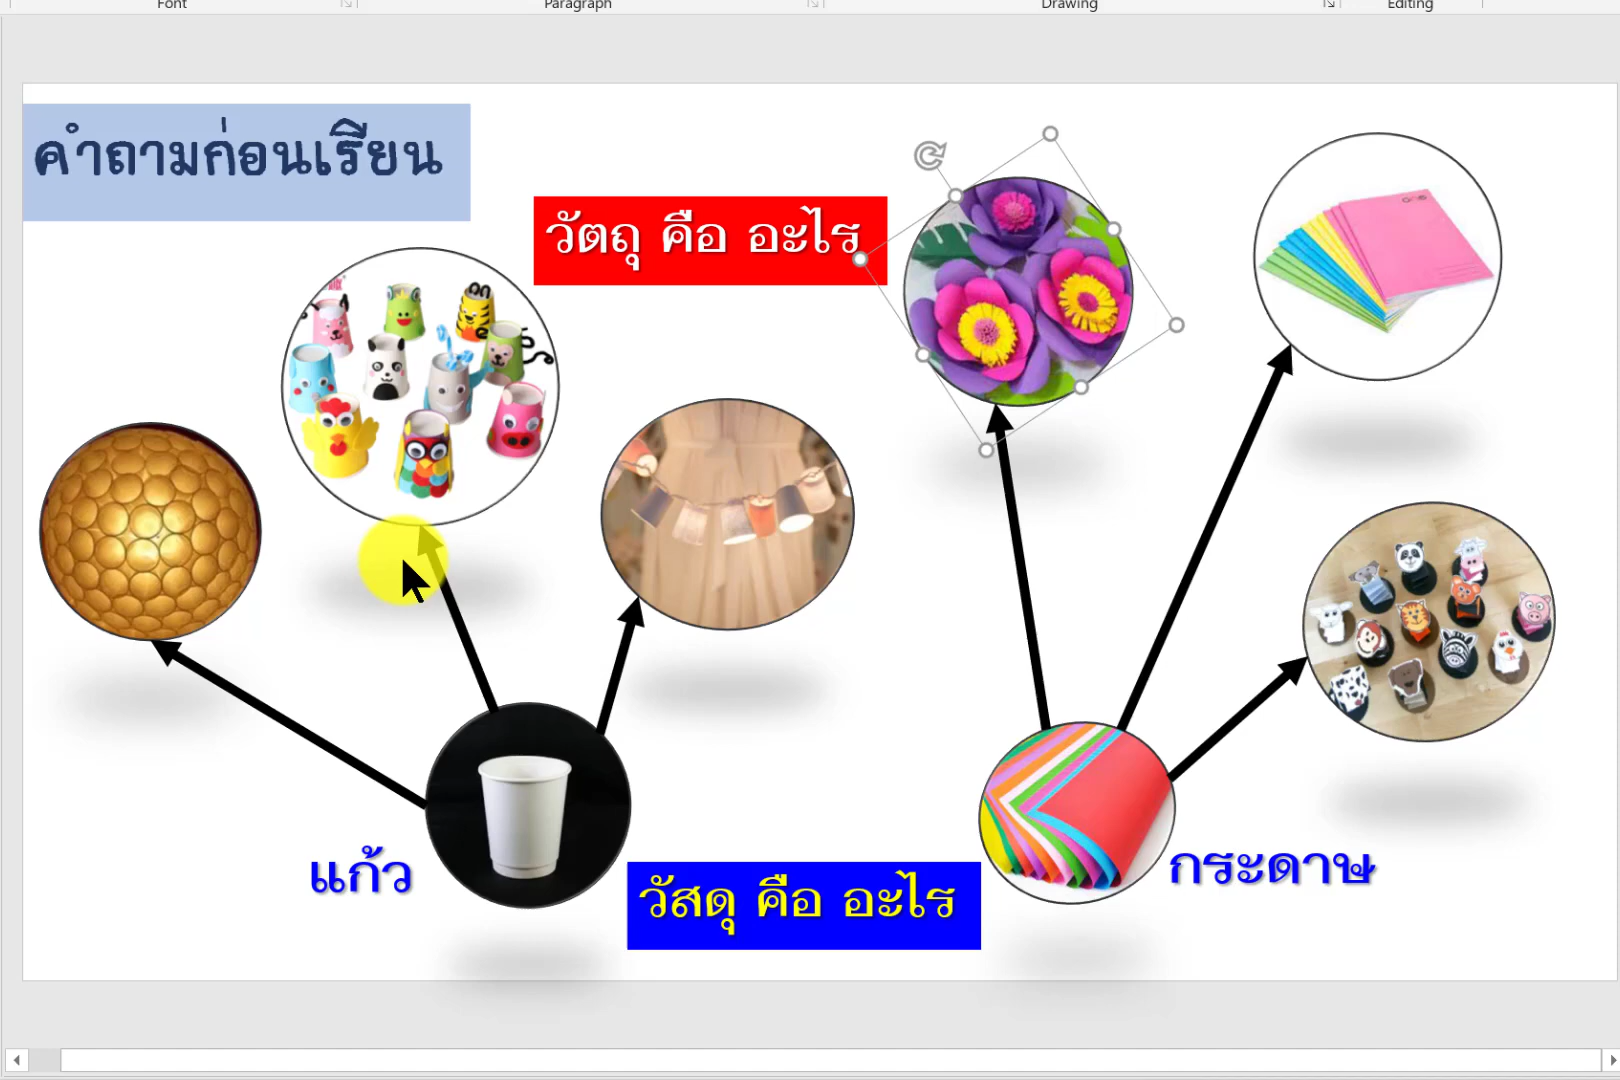 Font
Paragraph
Drawing
Editing
คำถามก่อนเรียน
วัตถุ คือ อะไร
แก้ว
วัสดุ คือ อะไร
กระดาษ